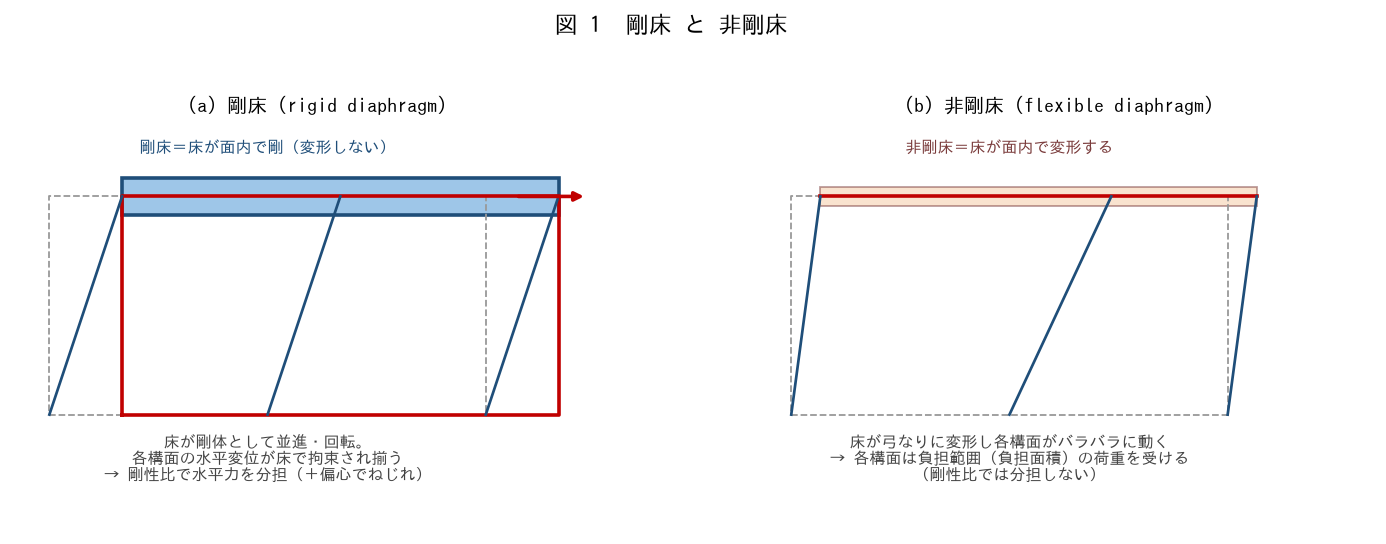 図 1　剛床 と 非剛床
(a) 剛床 (rigid diaphragm)
剛床＝床が面内で剛（変形しない）
床が剛体として並進・回転。
各構面の水平変位が床で拘束され揃う
→ 剛性比で水平力を分担（＋偏心でねじれ）
(b) 非剛床 (flexible diaphragm)
非剛床＝床が面内で変形する
床が弓なりに変形し各構面がバラバラに動く
→ 各構面は負担範囲（負担面積）の荷重を受ける
（剛性比では分担しない）